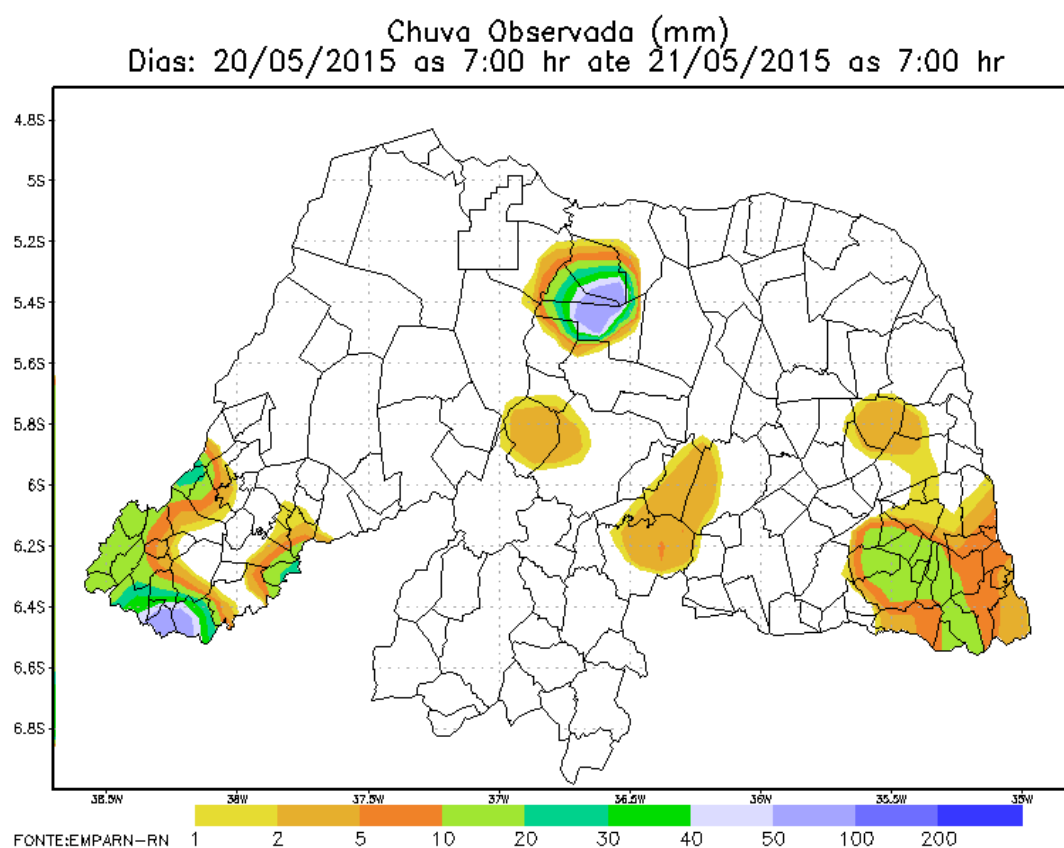 Chuva Observada (mm)
Dias: 20/05/2015 as 7:00 hr ate 21/05/2015 as 7:00 hr
4.8S
5S
5.2S
5.4S
5.6S
5.8S
6S
6.2S
6.4S
6.6S
6.8S
38.5W 38W 37.5W 37W 36.5W 36W 35.5W 35W
FONTE:EMPARN-RN 1 2 5 10 20 30 40 50 100 200